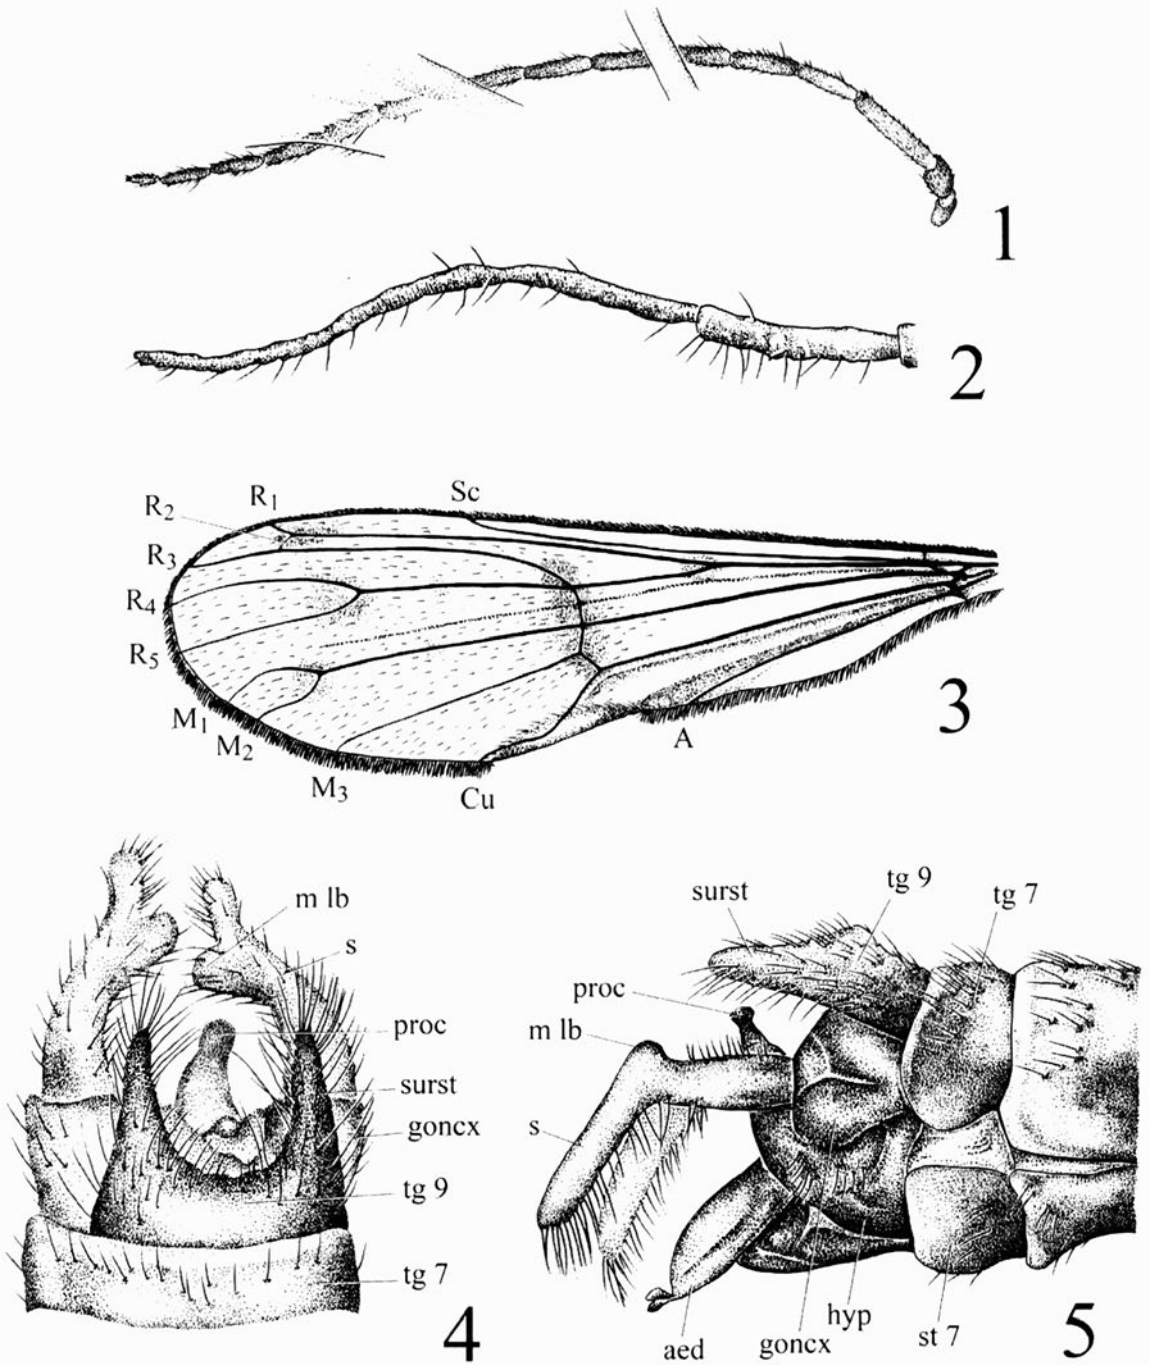 1
2
Sc
R1
R2
R3
R4
R5
M1
M2
M3
Cu
A
3
m lb
s
proc
surst
goncx
tg 9
tg 7
4
surst
tg 9
tg 7
proc
m lb
s
aed
goncx
hyp
st 7
5